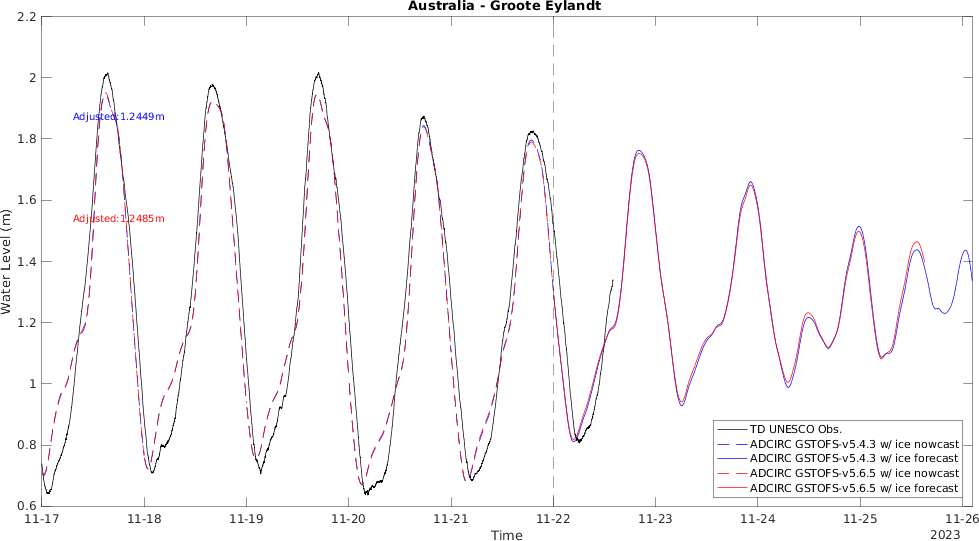 Australia - Groote Eylandt
2.2
2
1.8
1.6
1.4
1.2
1
0.8
0.6
Water Level (m)
Adjusted:1.2449m
Adjusted:1.2485m
TD UNESCO Obs.
ADCIRC GSTOFS-v5.4.3 w/ ice nowcast
ADCIRC GSTOFS-v5.4.3 w/ ice forecast
ADCIRC GSTOFS-v5.6.5 w/ ice nowcast
ADCIRC GSTOFS-v5.6.5 w/ ice forecast
11-17 11-18 11-19 11-20 11-21 11-22 11-23 11-24 11-25 11-26
Time
2023